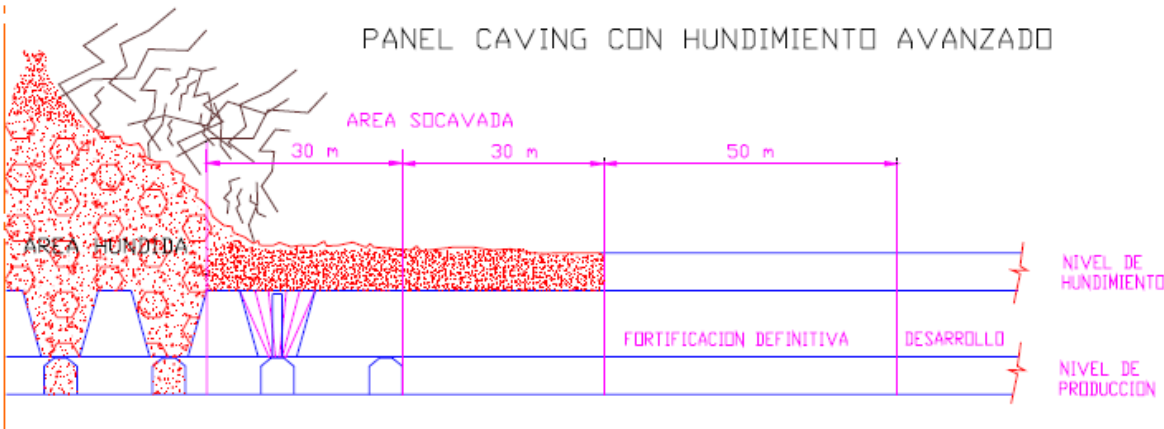 PANEL CAVING CON HUNDIMIENTO AVANZADO
AREA SOCAVADA
30 m
30 m
50 m
AREA HUNDIDA
NIVEL DE
HUNDIMIENTO
FORTIFICACION DEFINITIVA
DESARROLLO
NIVEL DE
PRODUCCION